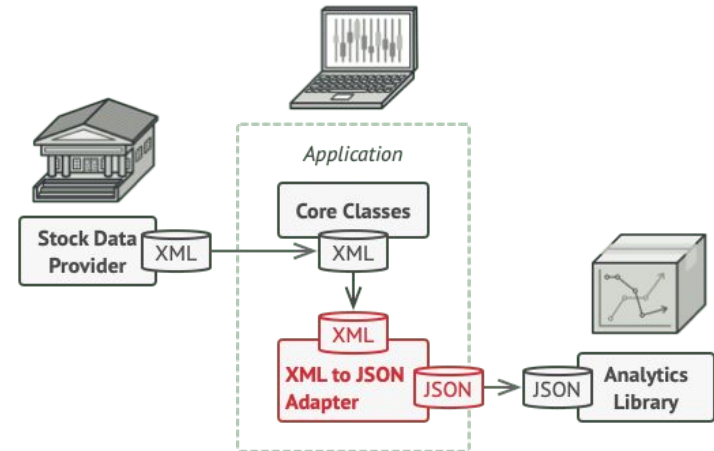 Application
Core Classes
XML
Stock Data
Provider
XML
XML
XML to JSON
Adapter
JSON
JSON
Analytics
Library